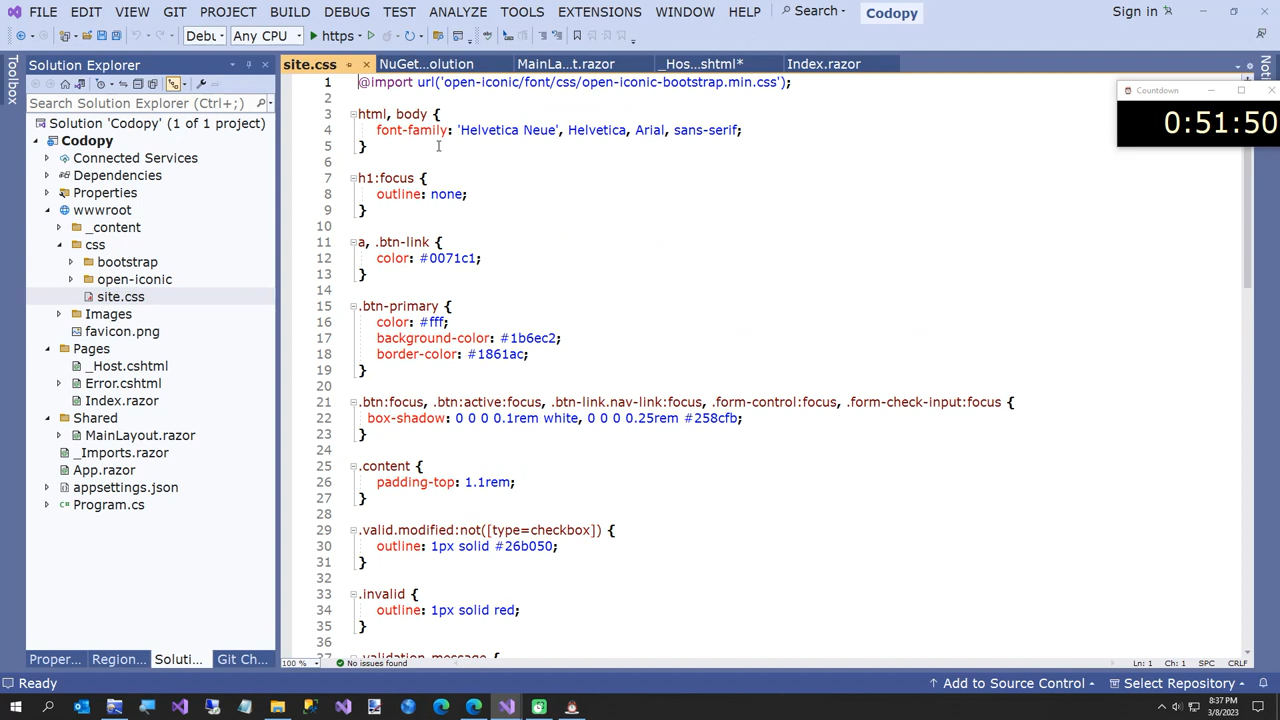 FILE EDIT VIEW GIT PROJECT BUILD DEBUG TEST ANALYZE TOOLS EXTENSIONS WINDOW HELP Search Codopy Sign in
Debu Any CPU https
Toolbox
Solution Explorer
Search Solution Explorer (Ctrl+;)
Solution 'Codopy' (1 of 1 project)
Codopy
Connected Services
Dependencies
Properties
wwwroot
_content
css
bootstrap
open-iconic
site.css
Images
favicon.png
Pages
_Host.cshtml
Error.cshtml
Index.razor
Shared
MainLayout.razor
_Imports.razor
App.razor
appsettings.json
Program.cs
Proper... Region... Soluti... Git Ch...
site.css NuGet...olution MainLa...t.razor _Hos...shtml* Index.razor
1 @import url('open-iconic/font/css/open-iconic-bootstrap.min.css');
2
3 html, body {
4 font-family: 'Helvetica Neue', Helvetica, Arial, sans-serif;
5 }
6
7 h1:focus {
8 outline: none;
9 }
10
11 a, .btn-link {
12 color: #0071c1;
13 }
14
15 .btn-primary {
16 color: #fff;
17 background-color: #1b6ec2;
18 border-color: #1861ac;
19 }
20
21 .btn:focus, .btn:active:focus, .btn-link.nav-link:focus, .form-control:focus, .form-check-input:focus {
22 box-shadow: 0 0 0 0.1rem white, 0 0 0 0.25rem #258cfb;
23 }
24
25 .content {
26 padding-top: 1.1rem;
27 }
28
29 .valid.modified:not([type=checkbox]) {
30 outline: 1px solid #26b050;
31 }
32
33 .invalid {
34 outline: 1px solid red;
35 }
36
37 .validation-message {
Countdown
0:51:50
100 % No issues found Ln: 1 Ch: 1 SPC CRLF
Ready Add to Source Control Select Repository
8:37 PM
3/8/2023